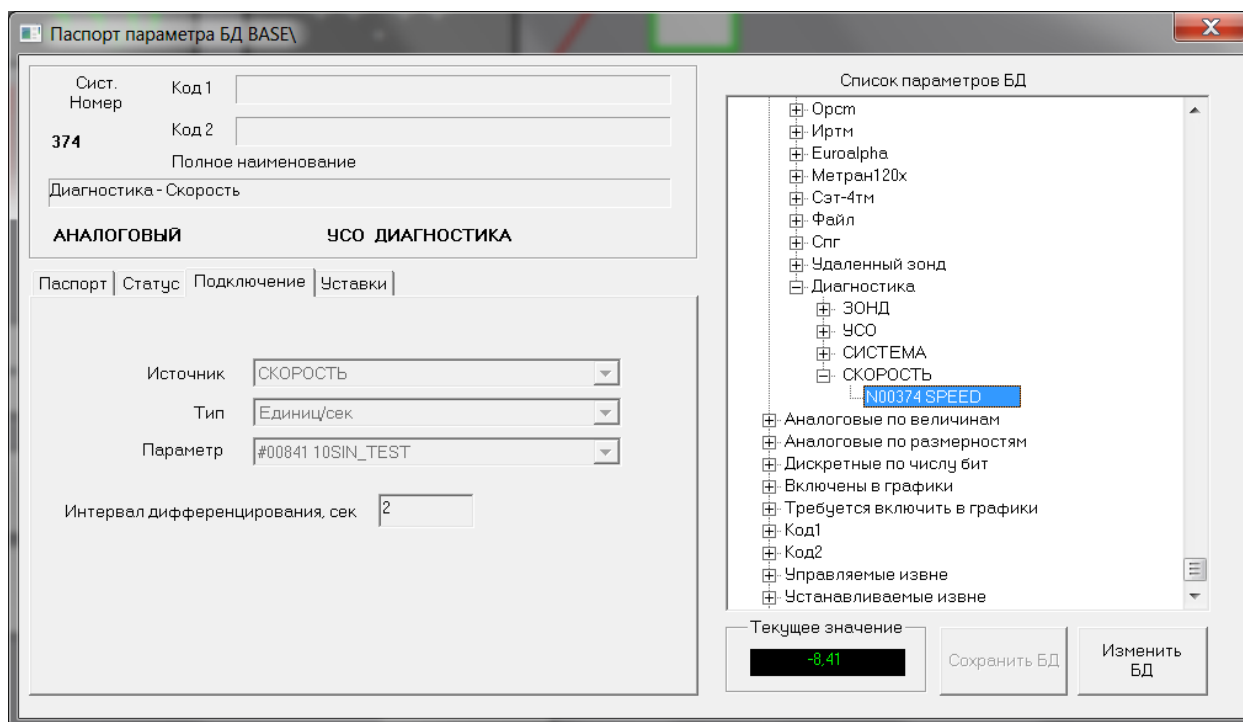 Паспорт параметра БД BASE\
Сист.
Номер
Код 1
374
Код 2
Полное наименование
Диагностика - Скорость
АНАЛОГОВЫЙ УСО ДИАГНОСТИКА
Паспорт Статус Подключение Уставки
Источник СКОРОСТЬ
Тип Единиц/сек
Параметр #00841 10SIN_TEST
Интервал дифференцирования, сек 2
Список параметров БД
Opcm
Иртм
Euroalpha
Метран120x
Сэт-4тм
Файл
Спг
Удаленный зонд
Диагностика
ЗОНД
УСО
СИСТЕМА
СКОРОСТЬ
N00374 SPEED
Аналоговые по величинам
Аналоговые по размерностям
Дискретные по числу бит
Включены в графики
Требуется включить в графики
Код1
Код2
Управляемые извне
Устанавливаемые извне
Текущее значение
-8,41
Сохранить БД
Изменить
БД